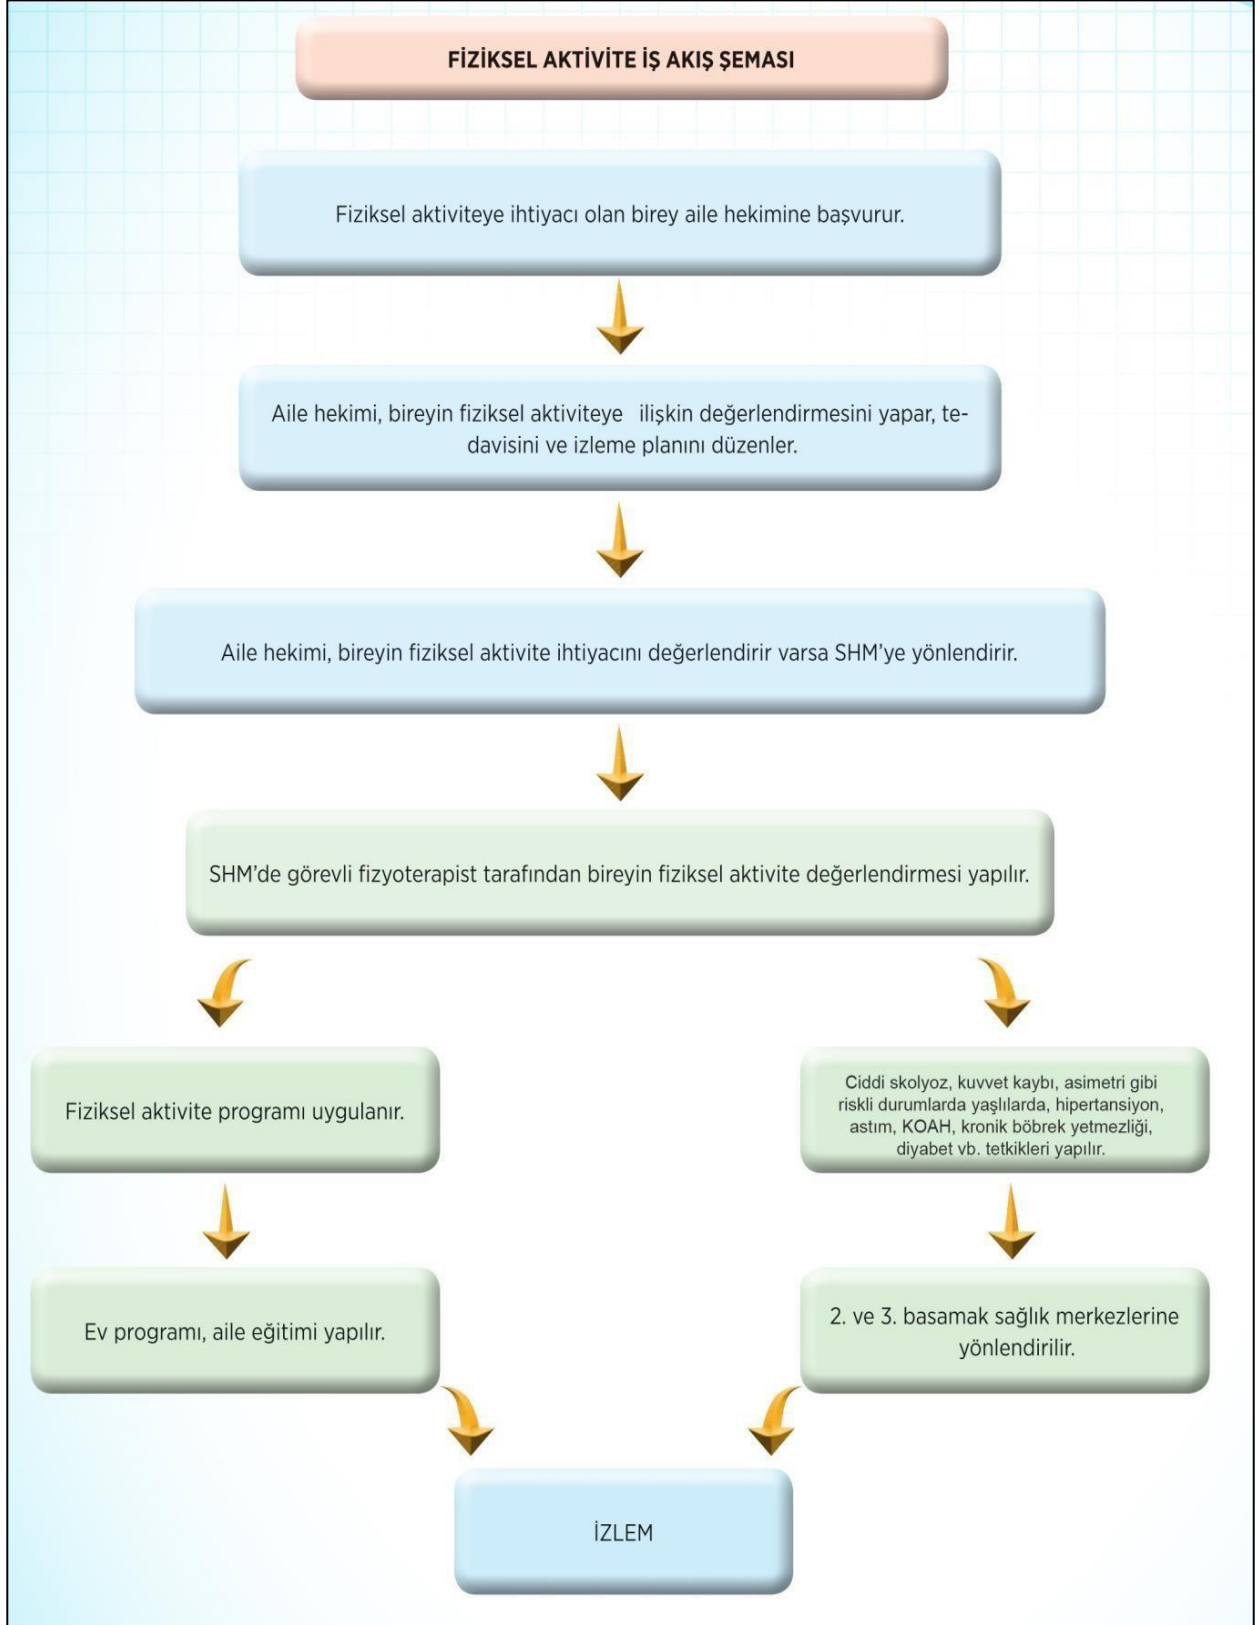 FİZİKSEL AKTİVİTE İŞ AKIŞ ŞEMASI
Fiziksel aktiviteye ihtiyacı olan birey aile hekimine başvurur.
Aile hekimi, bireyin fiziksel aktiviteye ilişkin değerlendirmesini yapar, te-
davisini ve izleme planını düzenler.
Aile hekimi, bireyin fiziksel aktivite ihtiyacını değerlendirir varsa SHM’ye yönlendirir.
SHM’de görevli fizyoterapist tarafından bireyin fiziksel aktivite değerlendirmesi yapılır.
Fiziksel aktivite programı uygulanır.
Ciddi skolyoz, kuvvet kaybı, asimetri gibi
riskli durumlarda yaşlılarda, hipertansiyon,
astım, KOAH, kronik böbrek yetmezliği,
diyabet vb. tetkikleri yapılır.
Ev programı, aile eğitimi yapılır.
2. ve 3. basamak sağlık merkezlerine
yönlendirilir.
İZLEM